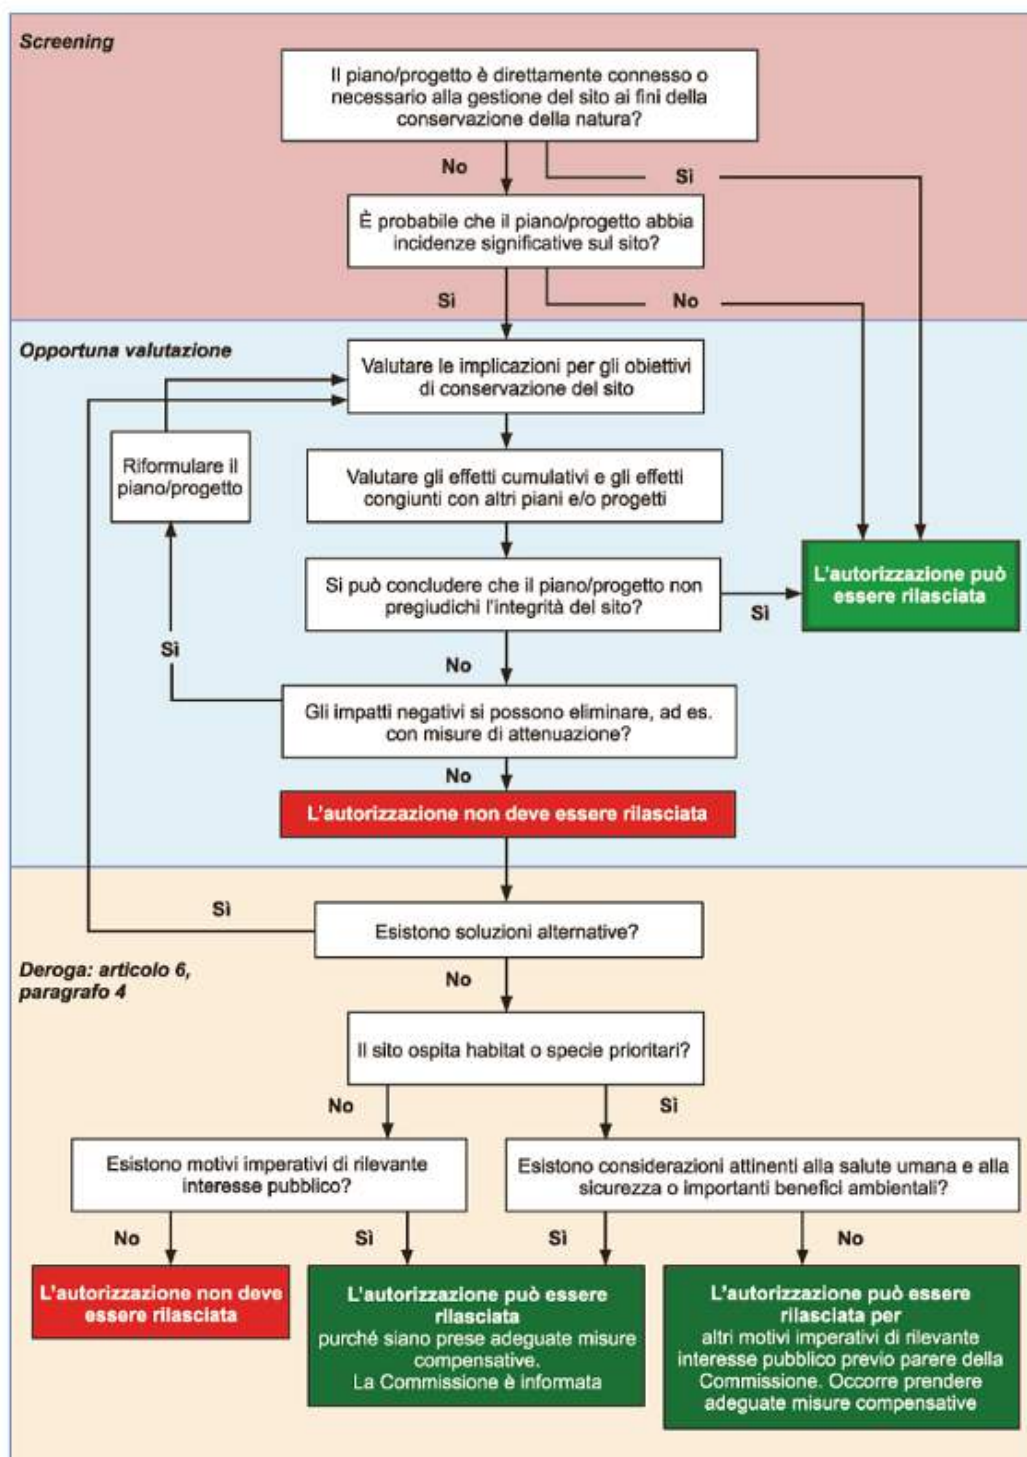 Screening
Il piano/progetto è direttamente connesso o
necessario alla gestione del sito ai fini della
conservazione della natura?
No
Sì
È probabile che il piano/progetto abbia
incidenze significative sul sito?
Sì
No
Opportuna valutazione
Valutare le implicazioni per gli obiettivi
di conservazione del sito
Riformulare il
piano/progetto
Valutare gli effetti cumulativi e gli effetti
congiunti con altri piani e/o progetti
Si può concludere che il piano/progetto non
pregiudichi l'integrità del sito?
Sì
L'autorizzazione può
essere rilasciata
Sì
No
Gli impatti negativi si possono eliminare, ad es.
con misure di attenuazione?
No
L'autorizzazione non deve essere rilasciata
Sì
Esistono soluzioni alternative?
Deroga: articolo 6,
paragrafo 4
No
Il sito ospita habitat o specie prioritari?
No
Sì
Esistono motivi imperativi di rilevante
interesse pubblico?
Esistono considerazioni attinenti alla salute umana e alla
sicurezza o importanti benefici ambientali?
No
Sì
Sì
No
L'autorizzazione non deve
essere rilasciata
L'autorizzazione può essere
rilasciata
purché siano prese adeguate misure
compensative.
La Commissione è informata
L'autorizzazione può essere
rilasciata per
altri motivi imperativi di rilevante
interesse pubblico previo parere della
Commissione. Occorre prendere
adeguate misure compensative